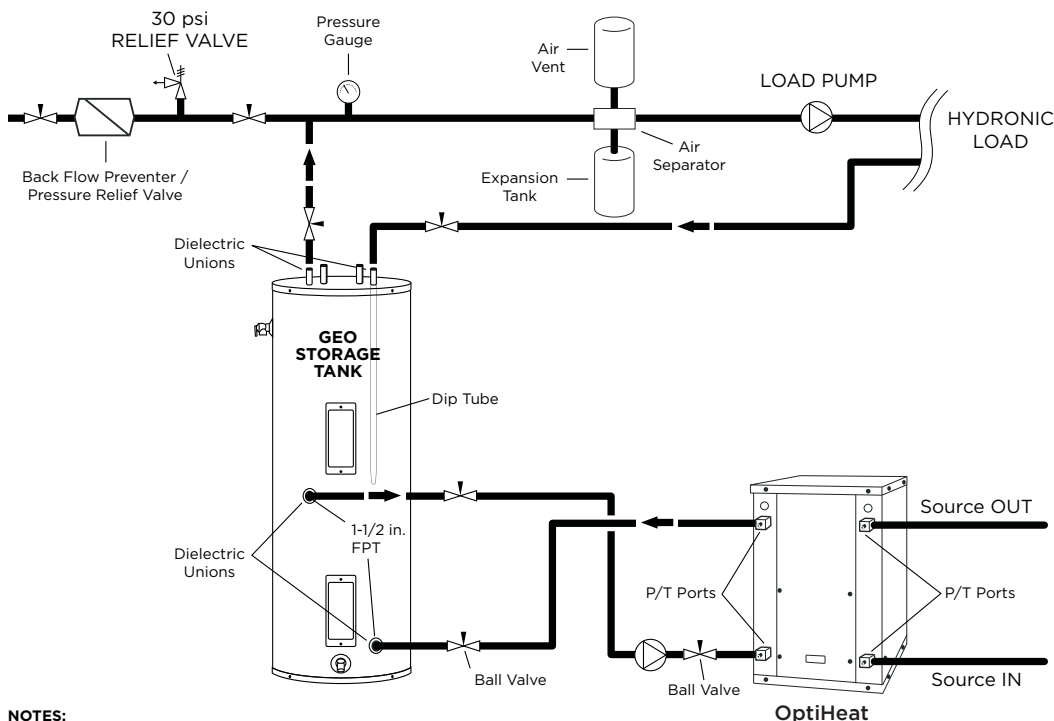 30 psi
RELIEF VALVE
Pressure
Gauge
Air
Vent
LOAD PUMP
HYDRONIC
LOAD
Back Flow Preventer /
Pressure Relief Valve
Air
Separator
Expansion
Tank
Dielectric
Unions
GEO
STORAGE
TANK
Dip Tube
Source OUT
1-1/2 in.
FPT
Dielectric
Unions
P/T Ports
P/T Ports
Ball Valve
Ball Valve
Source IN
NOTES:
OptiHeat